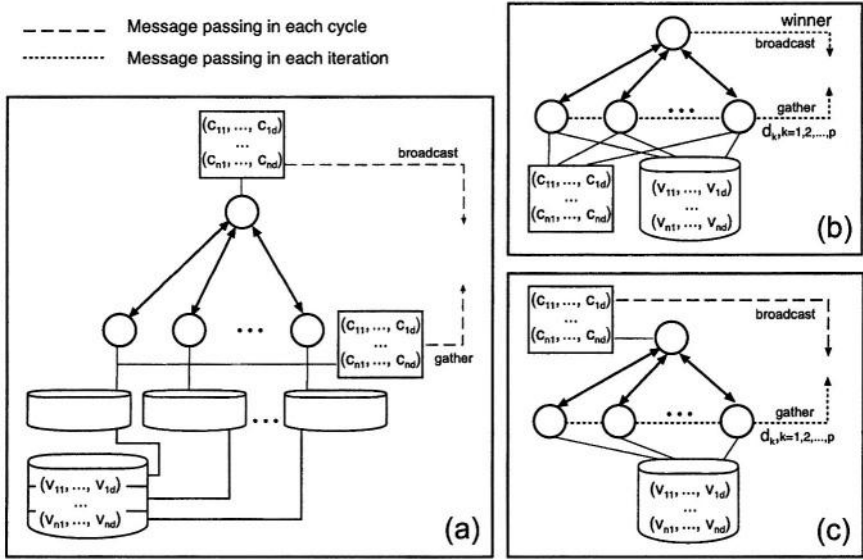 Message passing in each cycle
Message passing in each iteration
(C11, ..., C1d)
...
(Cn1, ..., Cnd)
broadcast
...
(C11, ..., C1d)
...
(Cn1, ..., Cnd)
gather
...
(V11, ..., V1d)
...
(Vn1, ..., Vnd)
(a)
winner
broadcast
...
gather
dk,k=1,2,...,p
(C11, ..., C1d)
...
(Cn1, ..., Cnd)
(V11, ..., V1d)
...
(Vn1, ..., Vnd)
(b)
(C11, ..., C1d)
...
(Cn1, ..., Cnd)
broadcast
...
gather
dk,k=1,2,...,p
(V11, ..., V1d)
...
(Vn1, ..., Vnd)
(c)